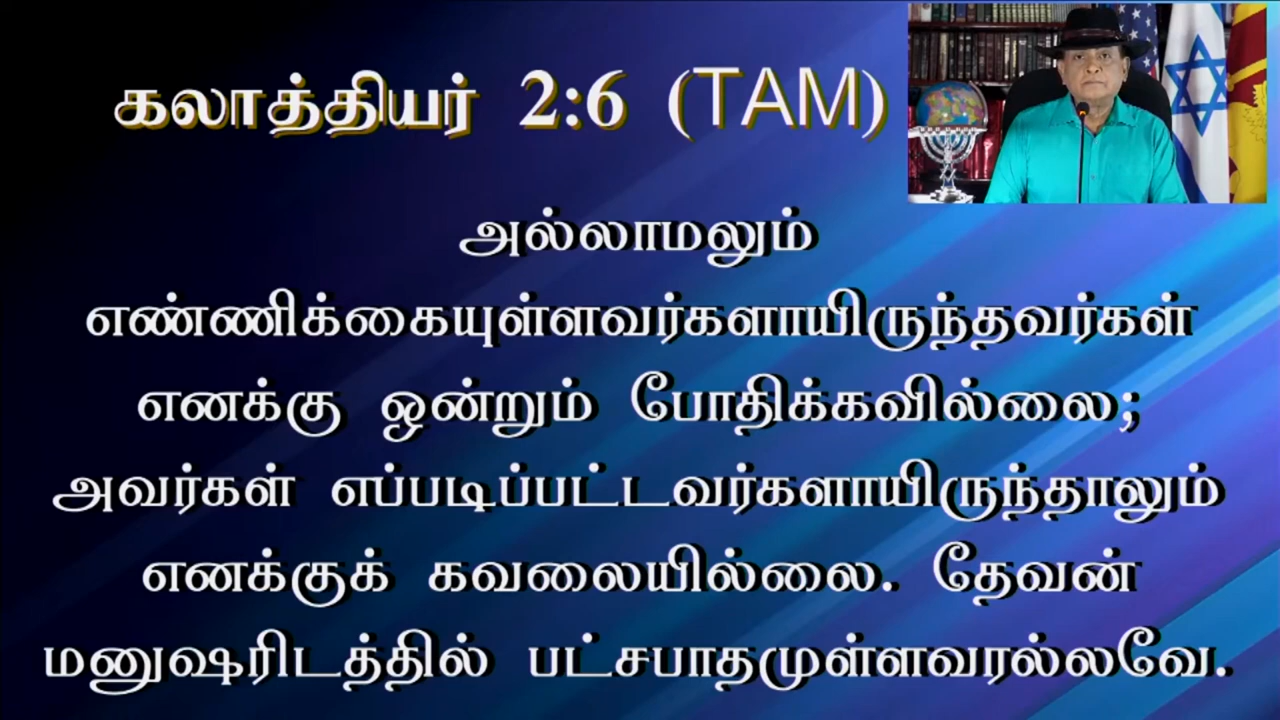 கலாத்தியர் 2:6 (TAM)
அல்லாமலும்
எண்ணிக்கையுள்ளவர்களாயிருந்தவர்கள்
எனக்கு ஒன்றும் போதிக்கவில்லை;
அவர்கள் எப்படிப்பட்டவர்களாயிருந்தாலும்
எனக்குக் கவலையில்லை. தேவன்
மனுஷரிடத்தில் பட்சபாதமுள்ளவரல்லவே.